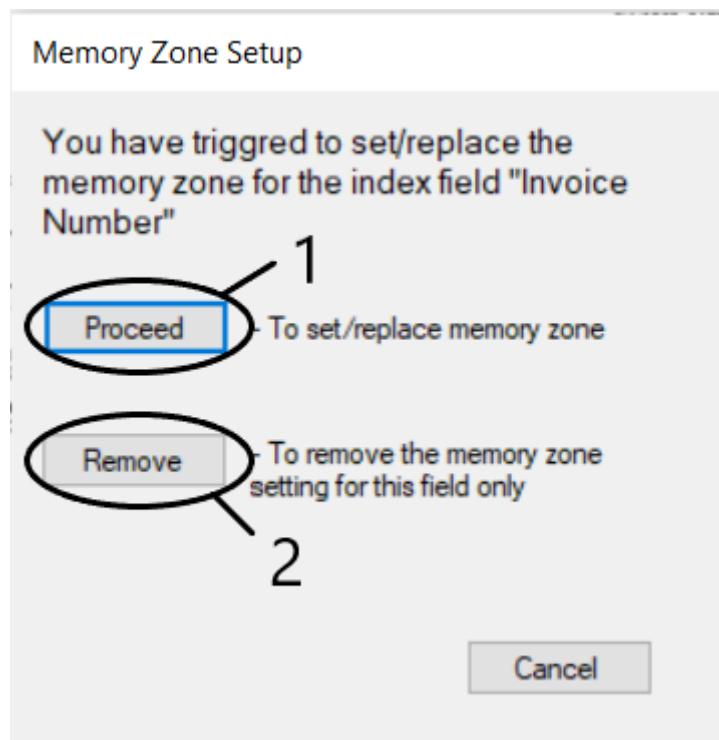 Memory Zone Setup
You have triggred to set/replace the
memory zone for the index field "Invoice
Number"
1
Proceed - To set/replace memory zone
Remove - To remove the memory zone
setting for this field only
2
Cancel